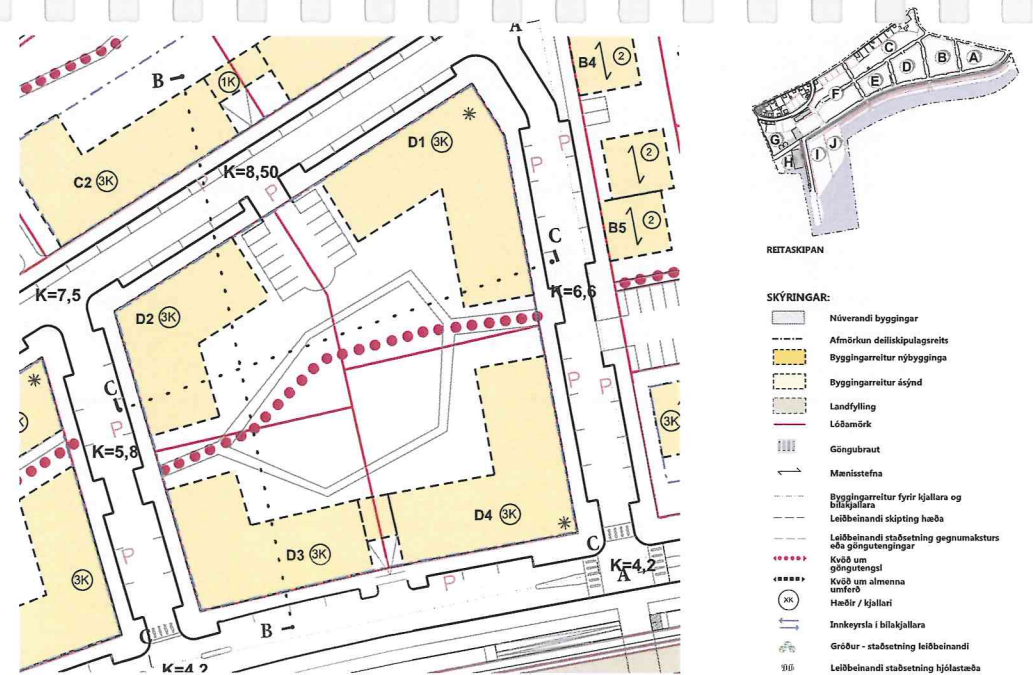 A
B
1K
B4 2
C2 3K
K=8,50
D1 3K
P
P
P
2
B5 2
C
K=7,5
K=6,6
D2 3K
P
C
P
P
P
K=5,8
3K
D4 3K
D3 3K
3K
P
C
K=4,2
A
P
B
C
K=4,2
A
B
C
D
E
F
G
H
I
J
REITASKIPAN
SKÝRINGAR:
Núverandi byggingar
Afmörkun deiliskipulagsreits
Byggingarreitur nýbygginga
Byggingarreitur ásýnd
Landfylling
Lóðamörk
Göngubraut
Mænisstefna
Byggingarreitur fyrir kjallara og
bílakjallara
Leiðbeinandi skipting hæða
Leiðbeinandi staðsetning gegnumaksturs
eða göngutengingar
Kvöð um
göngutengsl
Kvöð um almenna
umferð
XK Hæðir / kjallari
Innkeyrsla í bílakjallara
Gróður - staðsetning leiðbeinandi
Leiðbeinandi staðsetning hjólastæða